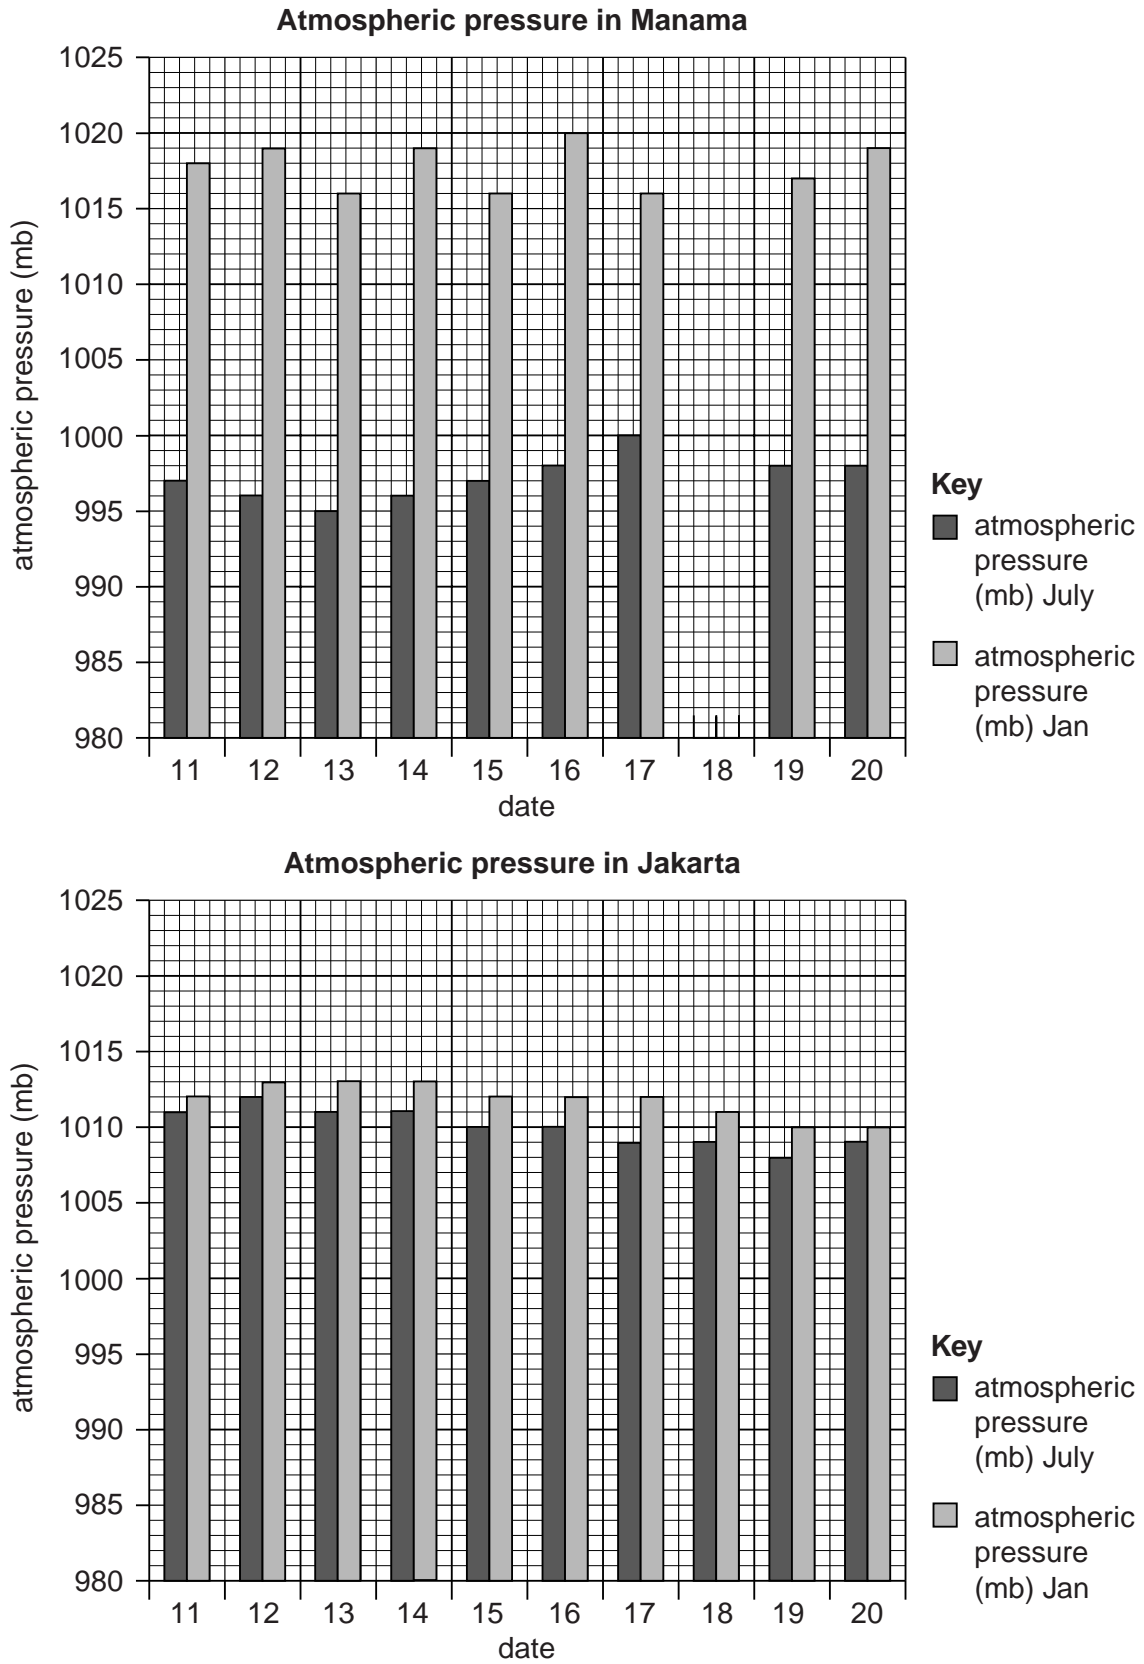 Atmospheric pressure in Manama
1025
1020
1015
1010
1005
1000
995
990
985
980
atmospheric pressure (mb)
11 12 13 14 15 16 17 18 19 20
date
Key
atmospheric
pressure
(mb) July
atmospheric
pressure
(mb) Jan
Atmospheric pressure in Jakarta
1025
1020
1015
1010
1005
1000
995
990
985
980
atmospheric pressure (mb)
11 12 13 14 15 16 17 18 19 20
date
Key
atmospheric
pressure
(mb) July
atmospheric
pressure
(mb) Jan